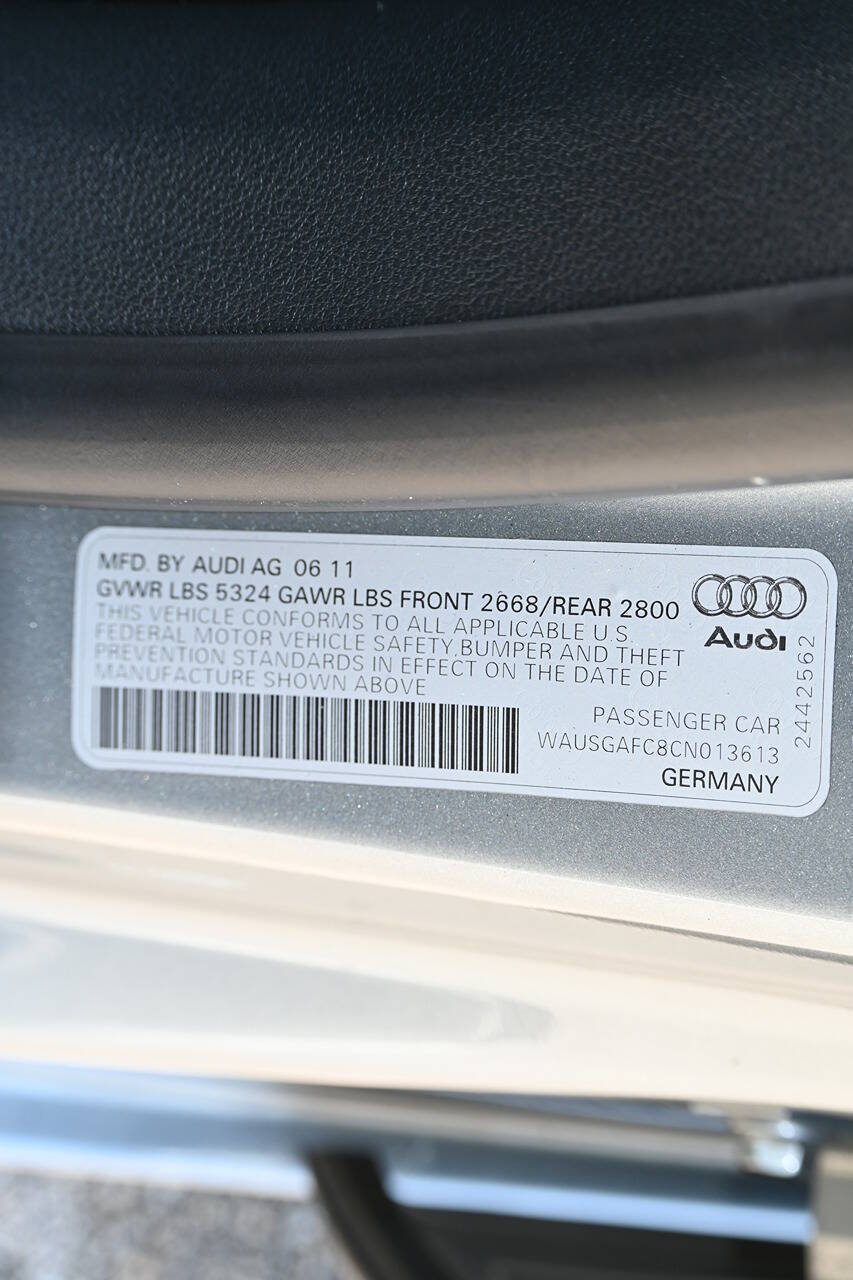 MFD. BY AUDI AG 06 11
GVWR LBS 5324 GAWR LBS FRONT 2668/REAR 2800
THIS VEHICLE CONFORMS TO ALL APPLICABLE U.S.
FEDERAL MOTOR VEHICLE SAFETY,BUMPER AND THEFT
PREVENTION STANDARDS IN EFFECT ON THE DATE OF
MANUFACTURE SHOWN ABOVE
Audi
2442562
PASSENGER CAR
WAUSGAFC8CN013613
GERMANY